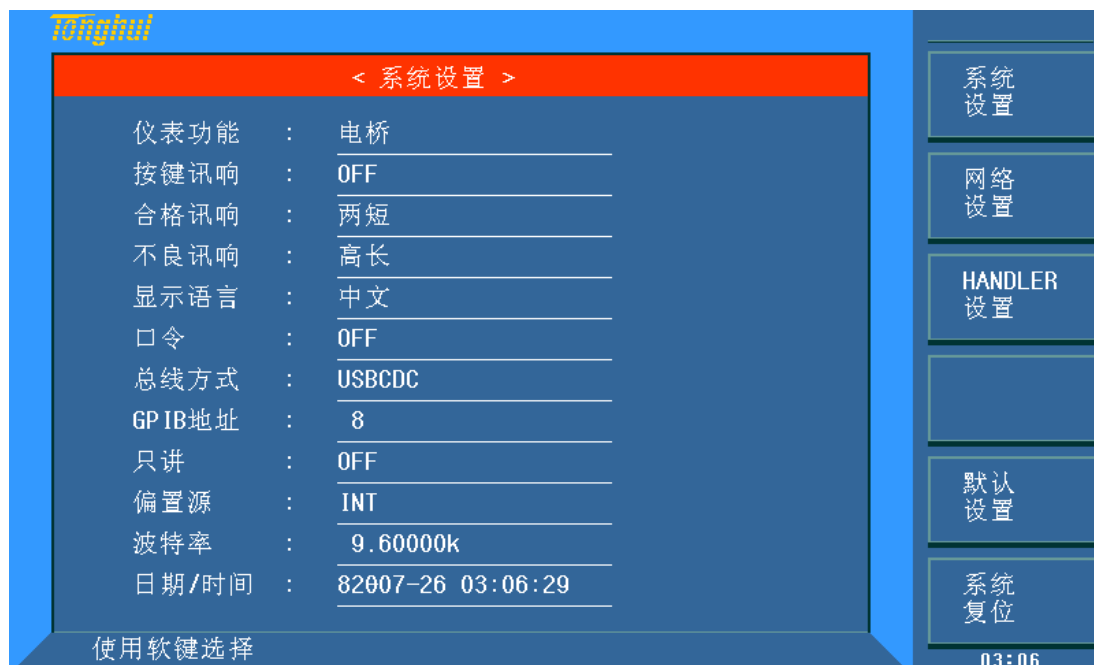 Tonghui
< 系统设置 >
仪表功能 : 电桥
按键讯响 : OFF
合格讯响 : 两短
不良讯响 : 高长
显示语言 : 中文
口令 : OFF
总线方式 : USBCDC
GPIB地址 : 8
只讲 : OFF
偏置源 : INT
波特率 : 9.60000k
日期/时间 : 82007-26 03:06:29
使用软键选择
系统
设置
网络
设置
HANDLER
设置
默认
设置
系统
复位
03:06